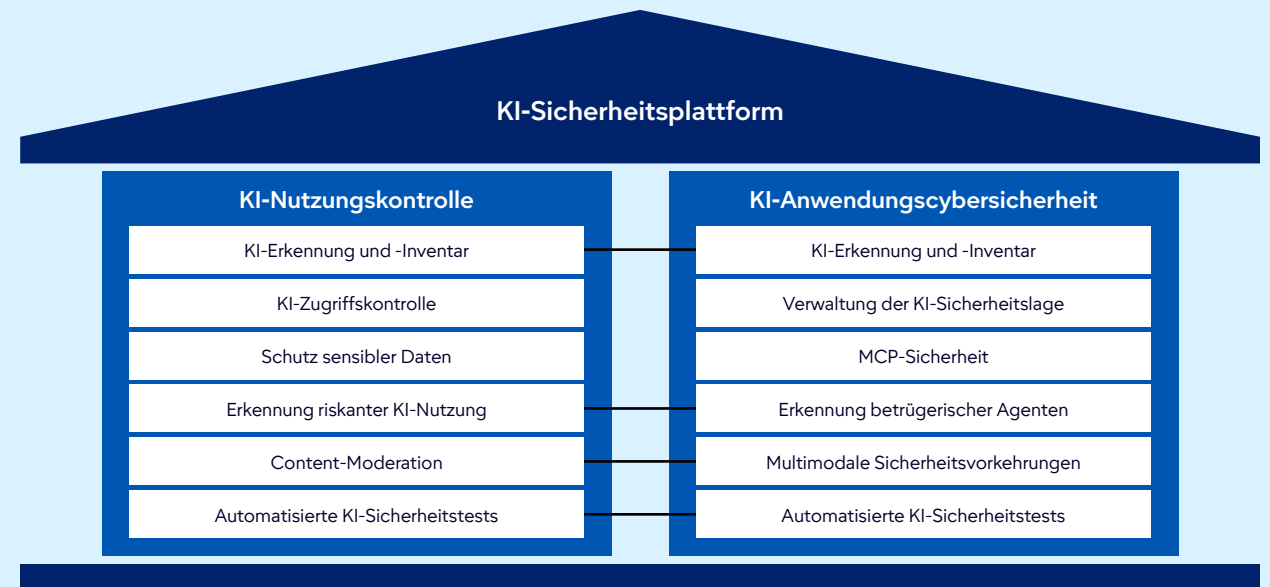 KI-Sicherheitsplattform
KI-Nutzungskontrolle
KI-Erkennung und -Inventar
KI-Zugriffskontrolle
Schutz sensibler Daten
Erkennung riskanter KI-Nutzung
Content-Moderation
Automatisierte KI-Sicherheitstests
KI-Anwendungscybersicherheit
KI-Erkennung und -Inventar
Verwaltung der KI-Sicherheitslage
MCP-Sicherheit
Erkennung betrügerischer Agenten
Multimodale Sicherheitsvorkehrungen
Automatisierte KI-Sicherheitstests